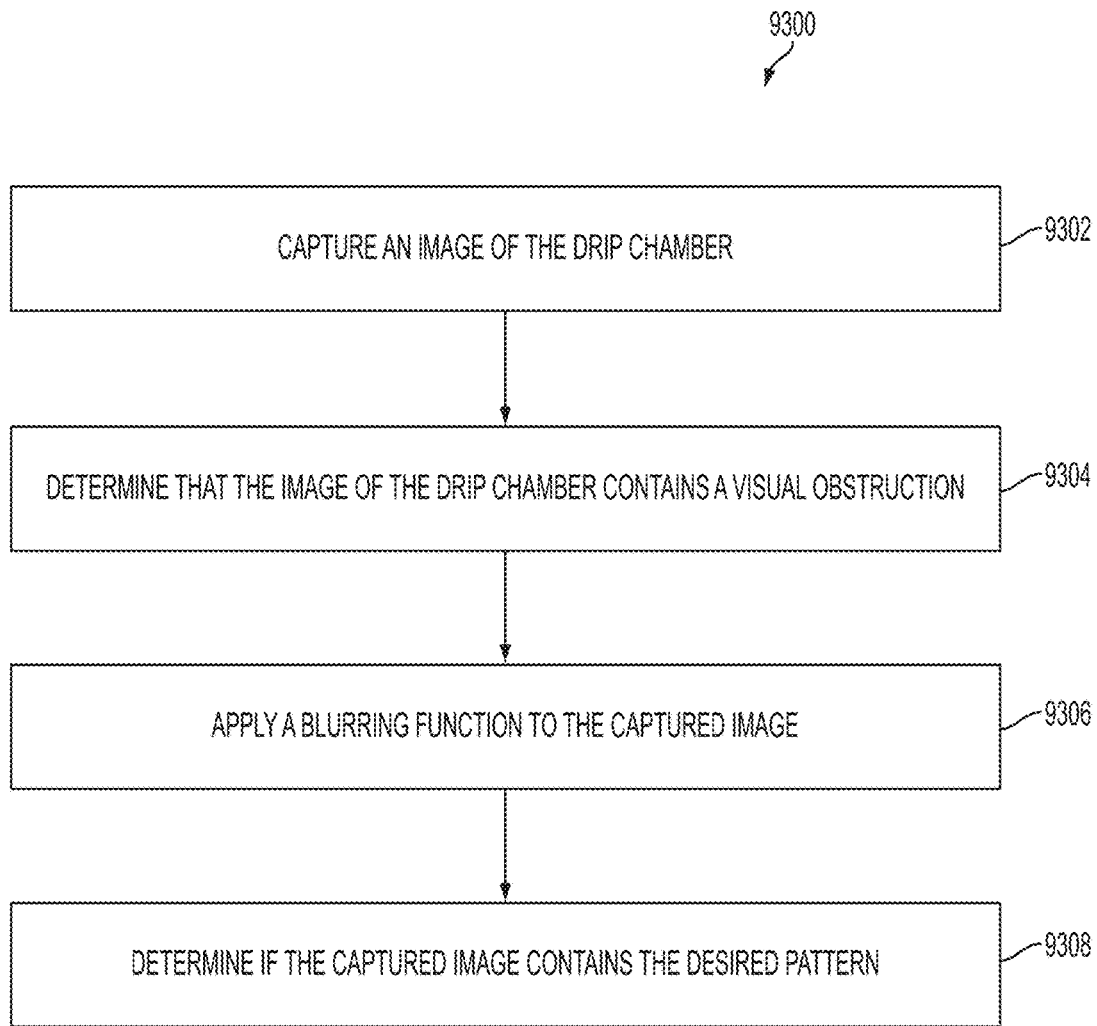 9300
CAPTURE AN IMAGE OF THE DRIP CHAMBER
9302
DETERMINE THAT THE IMAGE OF THE DRIP CHAMBER CONTAINS A VISUAL OBSTRUCTION
9304
APPLY A BLURRING FUNCTION TO THE CAPTURED IMAGE
9306
DETERMINE IF THE CAPTURED IMAGE CONTAINS THE DESIRED PATTERN
9308